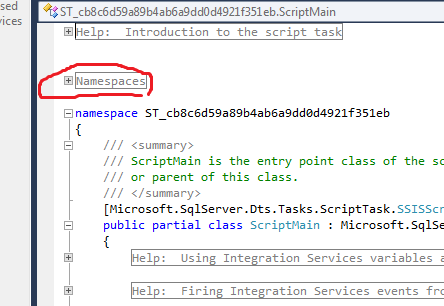 sed
vices
ST_cb8c6d59a89b4ab6a9dd0d4921f351eb.ScriptMain
Help:  Introduction to the script task
Namespaces
namespace ST_cb8c6d59a89b4ab6a9dd0d4921f351eb
{
/// <summary>
/// ScriptMain is the entry point class of the sc
/// or parent of this class.
/// </summary>
[Microsoft.SqlServer.Dts.Tasks.ScriptTask.SSISScr
public partial class ScriptMain : Microsoft.SqlSe
{
Help:  Using Integration Services variables a
Help:  Firing Integration Services events fro